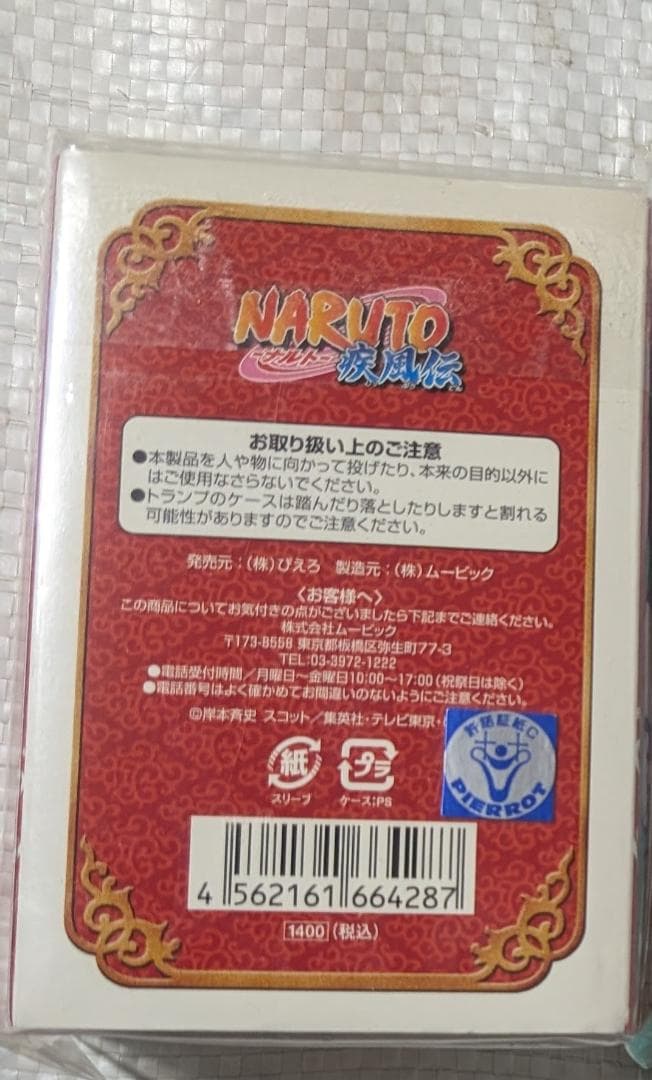 NARUTO
-ナルト-
疾風伝
お取り扱い上のご注意
●本製品を人や物に向かって投げたり、本来の目的以外に
はご使用なさらないでください。
●トランプのケースは踏んだり落としたりしますと割れる
可能性がありますのでご注意ください。
発売元：(株)ぴえろ 製造元：(株)ムービック
〈お客様へ〉
この商品についてお気付きの点がございましたら下記までご連絡ください。
株式会社ムービック
〒173-8558 東京都板橋区弥生町77-3
TEL:03-3972-1222
●電話受付時間／月曜日～金曜日10:00～17:00(祝祭日は除く)
●電話番号はよく確かめてお間違いのないようにご注意ください。
©岸本斉史 スコット／集英社・テレビ東京・
許諾証紙C
PIERROT
紙
プラ
スリーブ
ケース:PS
4 562161 664287
1400 (税込)